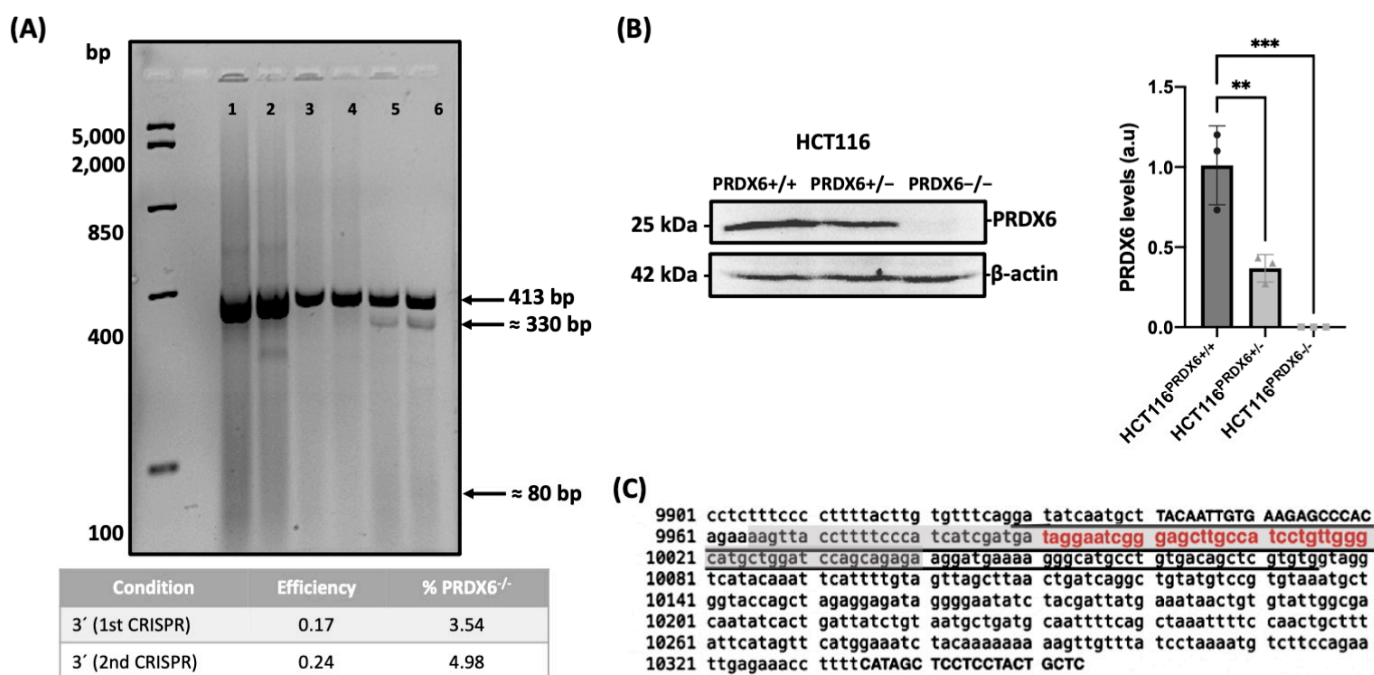 (A)
bp
1 2 3 4 5 6
5,000
2,000
850
413 bp
≈ 330 bp
400
≈ 80 bp
100
Condition Efficiency % PRDX6-/-
3´ (1st CRISPR) 0.17 3.54
3´ (2nd CRISPR) 0.24 4.98
(B)
HCT116
PRDX6+/+ PRDX6+/− PRDX6−/−
25 kDa -PRDX6
42 kDa -β-actin
***
**
1.5
1.0
0.5
0.0
PRDX6 levels (a.u)
HCT116PRDX6+/+
HCT116PRDX6+/-
HCT116PRDX6-/-
(C)
9901 cctctttccc ctttttacttg tgtttcagga tatcaatgct TACAATTGTG AAGAGCCCAC
9961 agaaaagtta ccttttccca tcatcgatga taggaatcgg gagcttgcca tcctgttggg
10021 catgctggat ccagcagaga aggatgaaaa gggcatgcct gtgacagctc gtgtggtagg
10081 tcatacaaat tcattttgta gttagcttaa ctgatcaggc tgtatgtccg tgtaaatgct
10141 ggtaccagct agaggagata ggggaatatc tacgattatg aaataactgt gtattggcga
10201 caatatcact gattatctgt aatgctgatg caattttcag ctaaattttc caactgcttt
10261 attcatagtt catggaaatc tacaaaaaaa aagttgttta tcctaaaatg tcttccagaa
10321 ttgagaaacc cttttCATAGC TCCTCCTACT GCTC